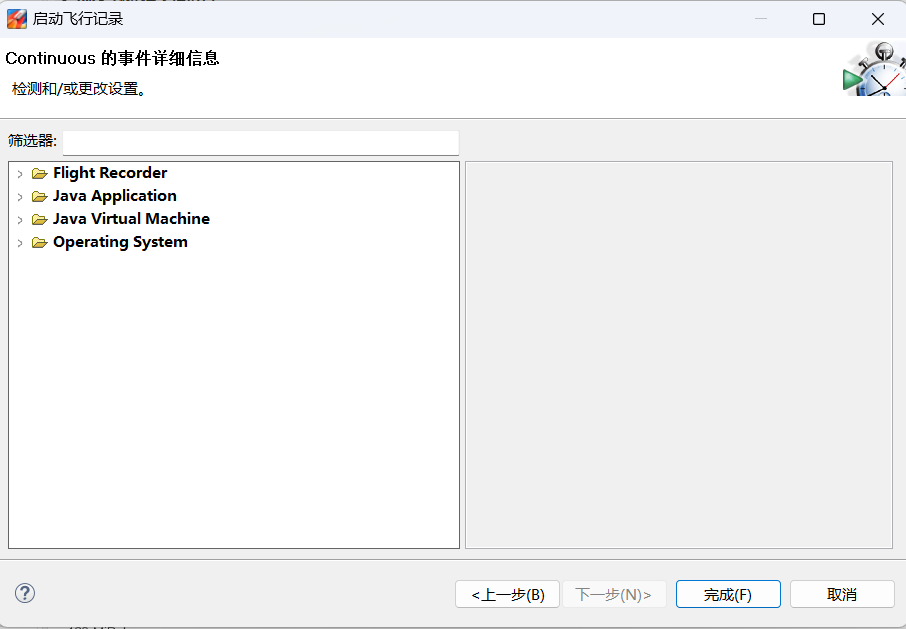 启动飞行记录
Continuous 的事件详细信息
检测和/或更改设置。
筛选器:
Flight Recorder
Java Application
Java Virtual Machine
Operating System
<上一步(B)
下一步(N)>
完成(F)
取消